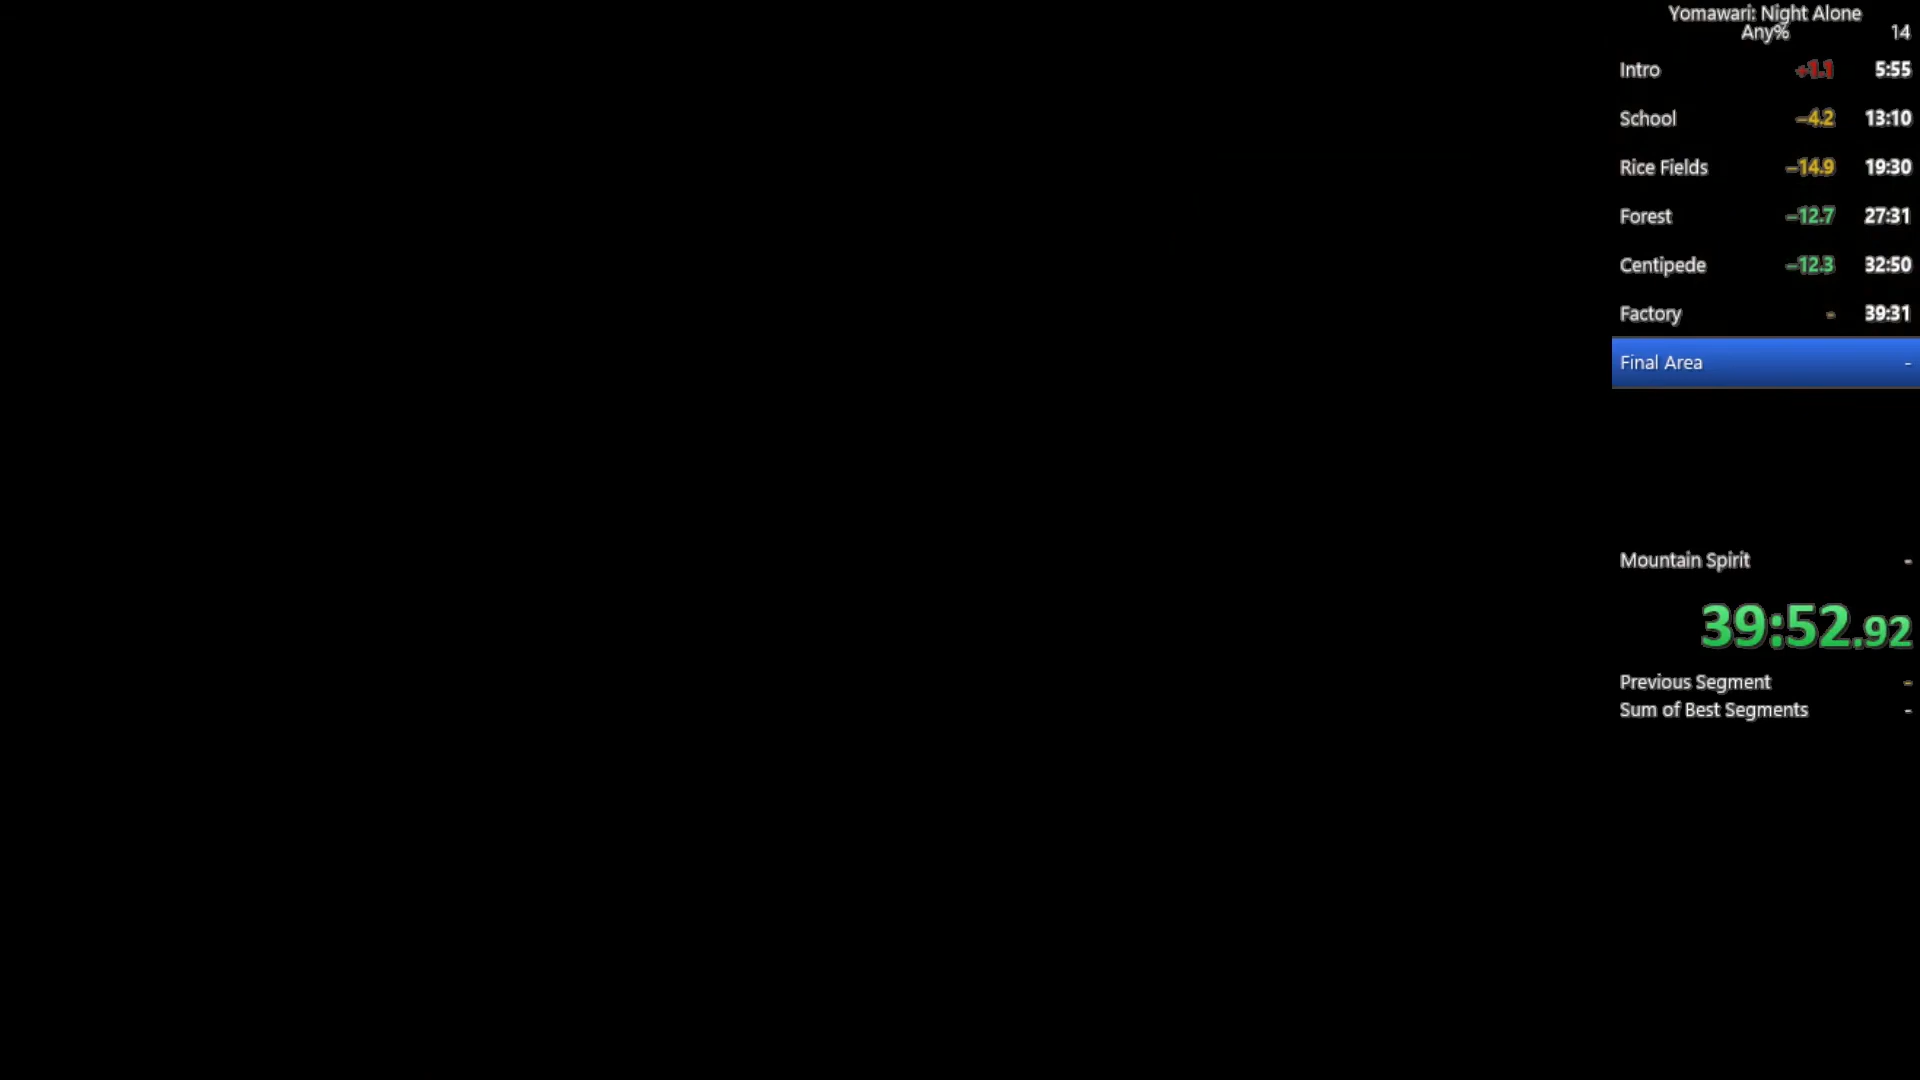 Yomawari: Night Alone
Any% 14
Intro +1.1 5:55
School −4.2 13:10
Rice Fields −14.9 19:30
Forest −12.7 27:31
Centipede −12.3 32:50
Factory - 39:31
Final Area -
Mountain Spirit -
39:52.92
Previous Segment -
Sum of Best Segments -